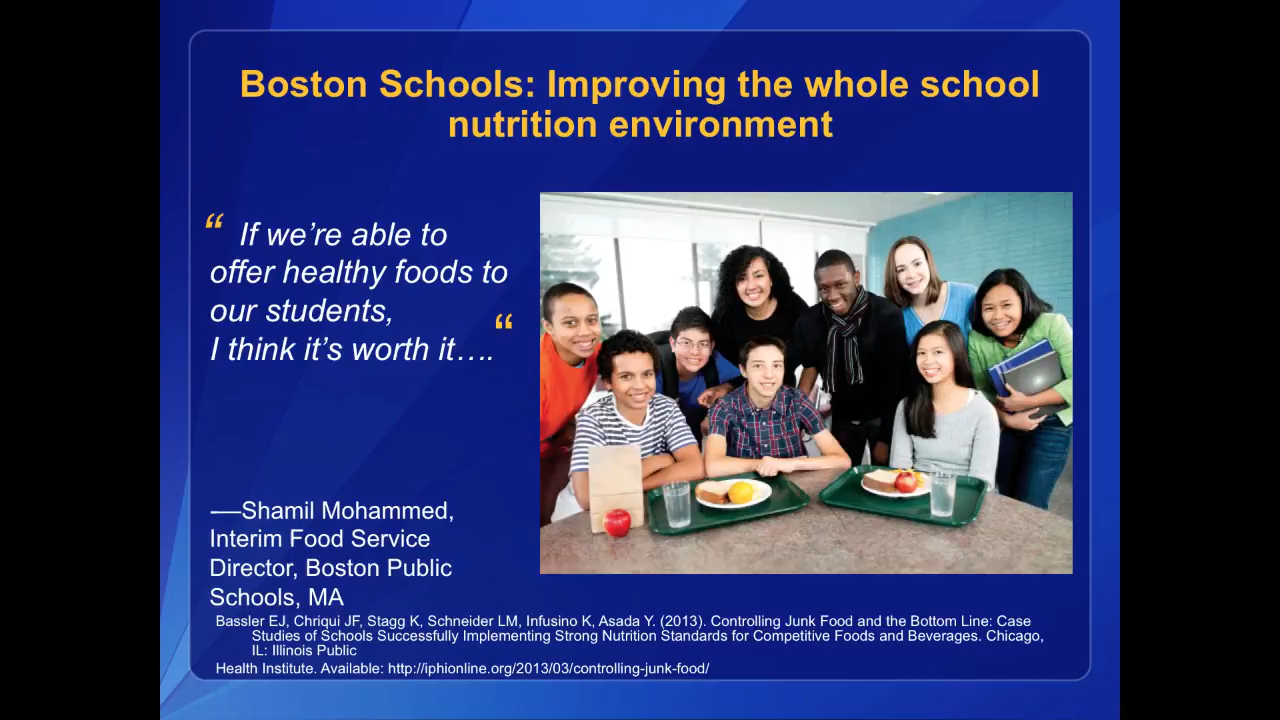 Boston Schools: Improving the whole school
nutrition environment
“ If we’re able to
offer healthy foods to
our students,
I think it’s worth it…. “
-—Shamil Mohammed,
Interim Food Service
Director, Boston Public
Schools, MA
Bassler EJ, Chriqui JF, Stagg K, Schneider LM, Infusino K, Asada Y. (2013). Controlling Junk Food and the Bottom Line: Case
Studies of Schools Successfully Implementing Strong Nutrition Standards for Competitive Foods and Beverages. Chicago,
IL: Illinois Public
Health Institute. Available: http://iphionline.org/2013/03/controlling-junk-food/